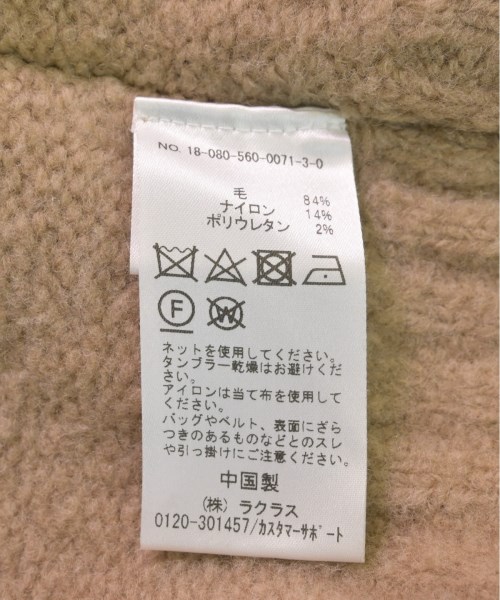 NO. 18-080-560-0071-3-0
毛 84%
ナイロン 14%
ポリウレタン 2%
F W
ネットを使用してください。
タンブラー乾燥はお避けくだ
さい。
アイロンは当て布を使用して
ください。
バッグやベルト、表面にざら
つきのあるものなどとのスレ
や引っ掛けにご注意ください。
中国製
(株) ラクラス
0120-301457/カスタマーサポート